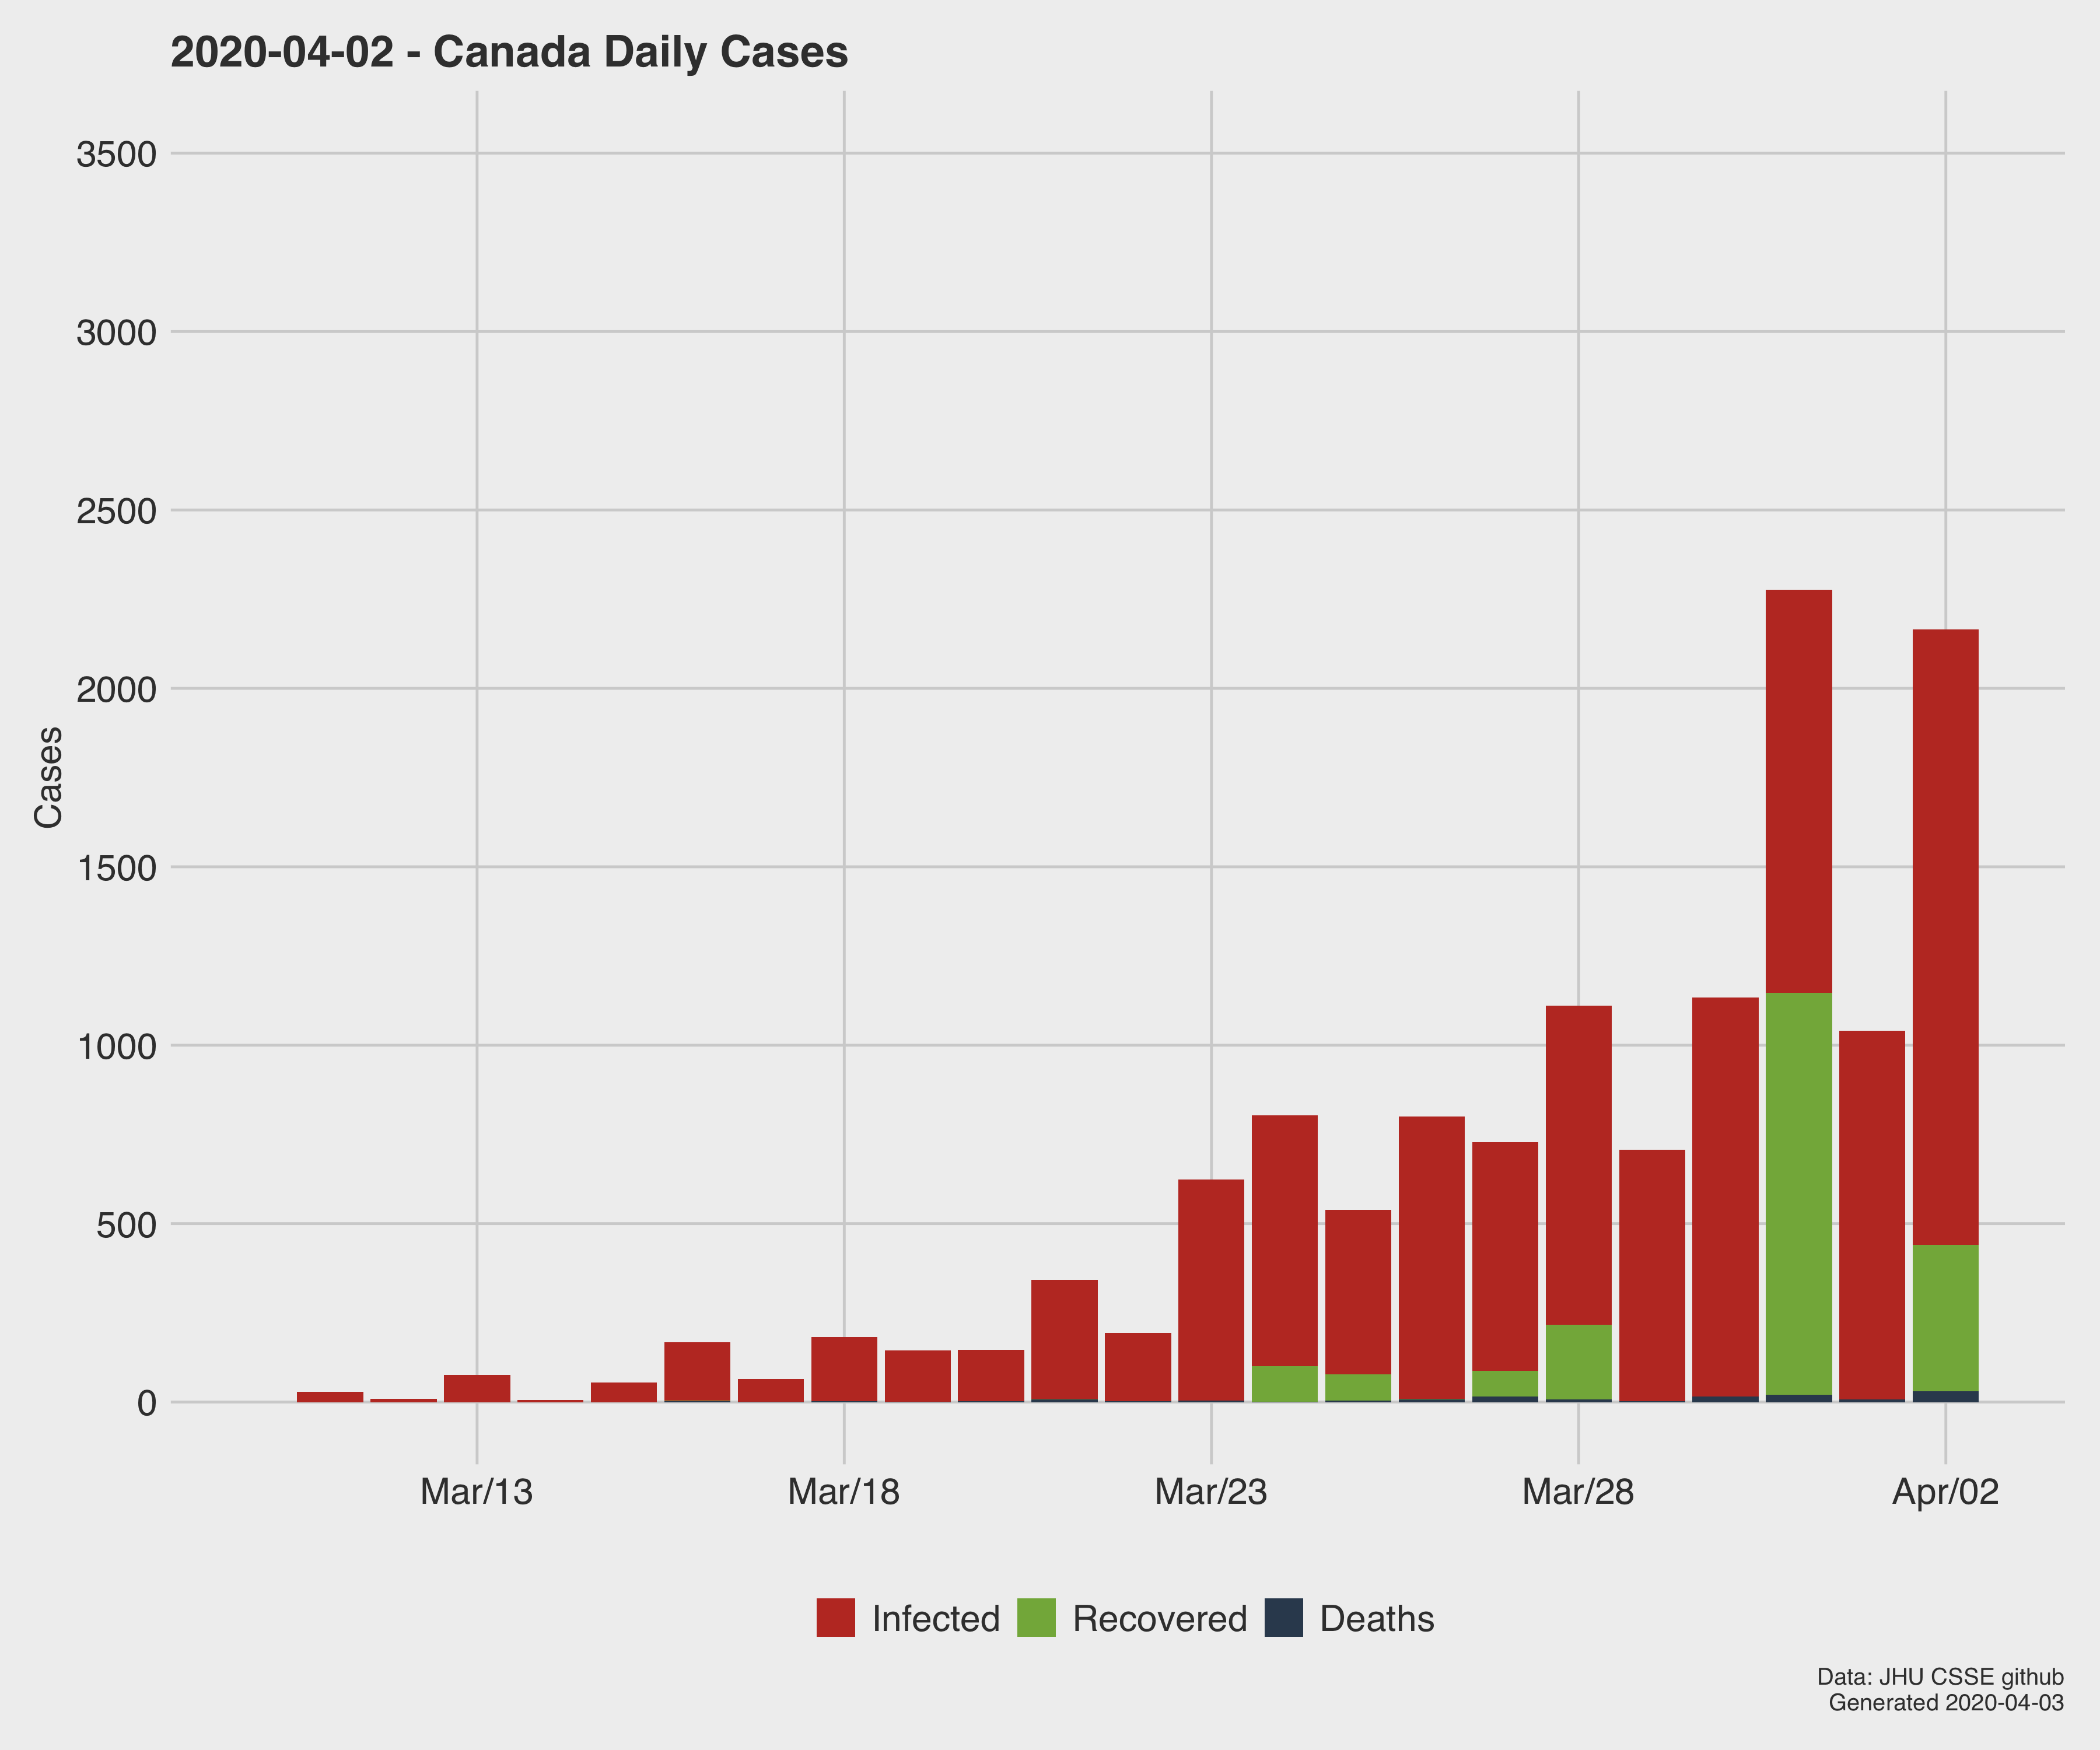 2020-04-02 - Canada Daily Cases
3500
3000
2500
2000
1500
1000
500
0
Cases
Mar/13
Mar/18
Mar/23
Mar/28
Apr/02
Infected
Recovered
Deaths
Data: JHU CSSE github
Generated 2020-04-03